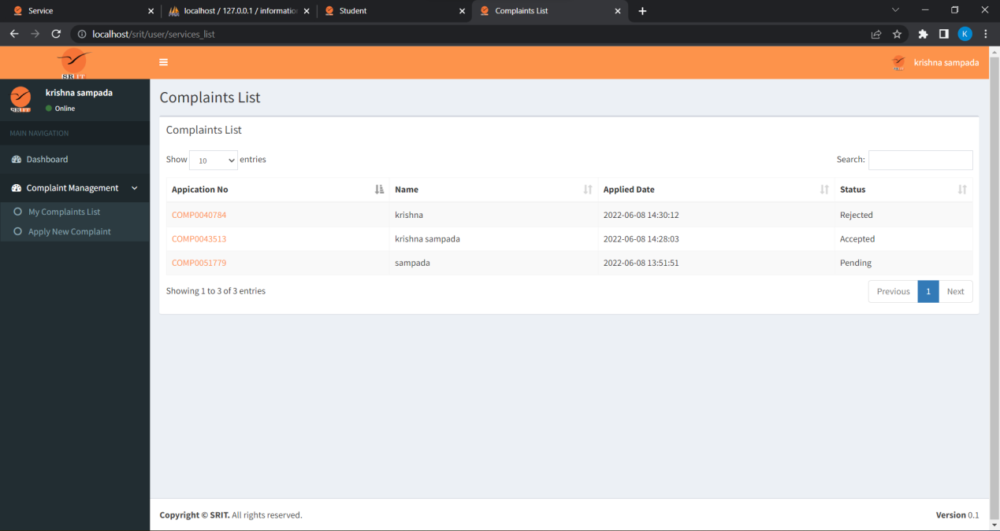 Service
localhost / 127.0.0.1 / information
Student
Complaints List
localhost/srit/user/services_list
K
SRIT
krishna sampada
SRIT
krishna sampada
Online
MAIN NAVIGATION
Dashboard
Complaint Management
My Complaints List
Apply New Complaint
Complaints List
Complaints List
Show 10 entries Search:
Appication No Name Applied Date Status
COMP0040784 krishna 2022-06-08 14:30:12 Rejected
COMP0043513 krishna sampada 2022-06-08 14:28:03 Accepted
COMP0051779 sampada 2022-06-08 13:51:51 Pending
Showing 1 to 3 of 3 entries Previous 1 Next
Copyright © SRIT. All rights reserved. Version 0.1